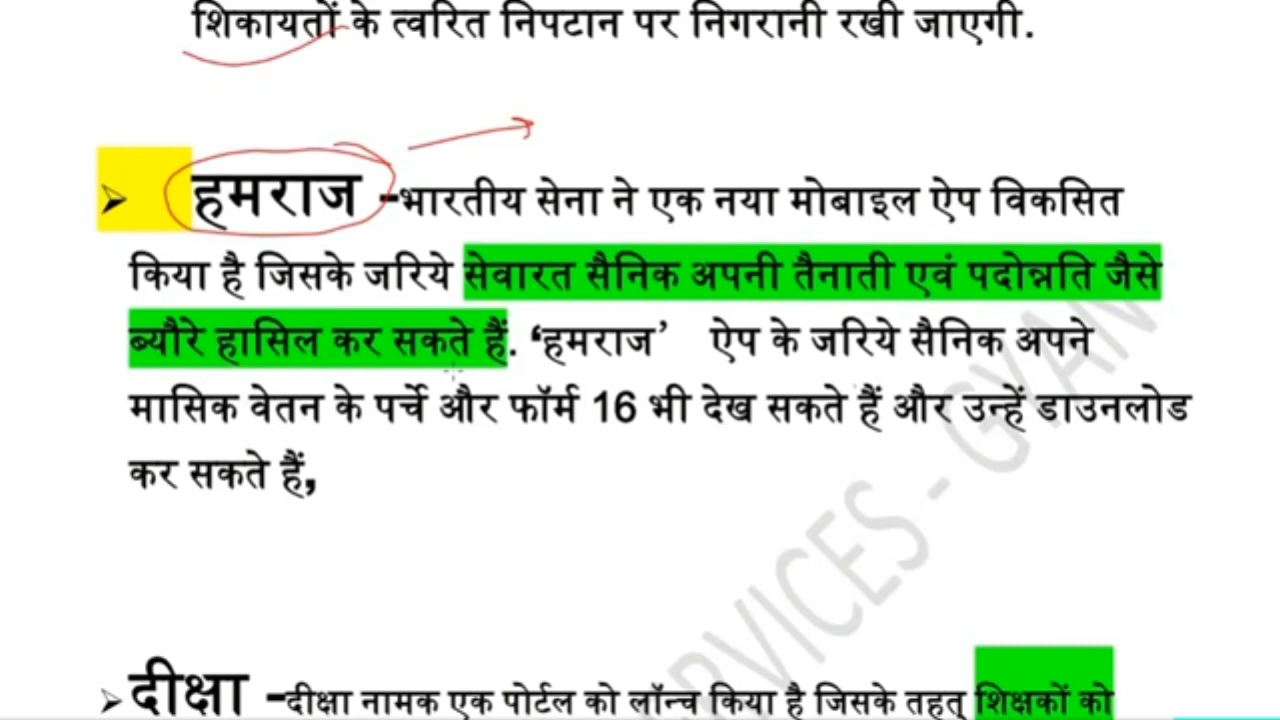 शिकायतों के त्वरित निपटान पर निगरानी रखी जाएगी.
➢ हमराज -भारतीय सेना ने एक नया मोबाइल ऐप विकसित
किया है जिसके जरिये सेवारत सैनिक अपनी तैनाती एवं पदोन्नति जैसे
ब्यौरे हासिल कर सकते हैं. ‘हमराज’ ऐप के जरिये सैनिक अपने
मासिक वेतन के पर्चे और फॉर्म 16 भी देख सकते हैं और उन्हें डाउनलोड
कर सकते हैं,
➢ दीक्षा -दीक्षा नामक एक पोर्टल को लॉन्च किया है जिसके तहत् शिक्षकों को